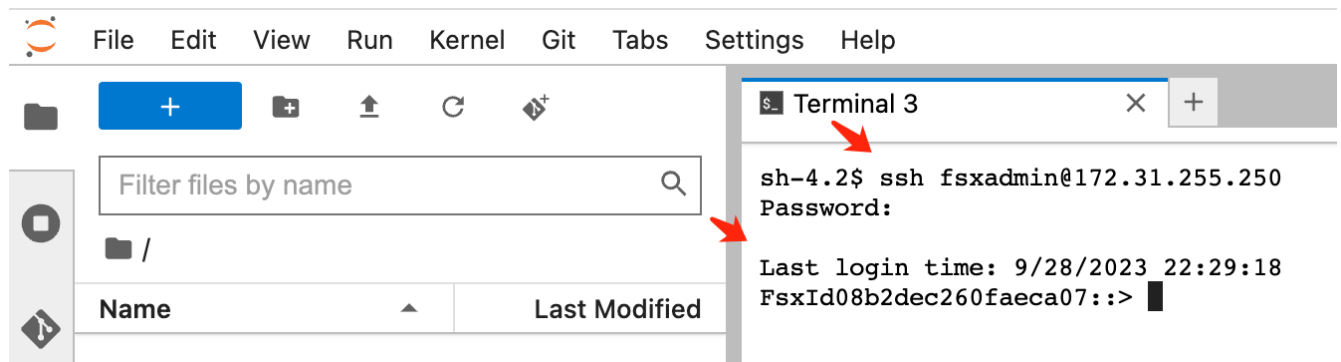 File Edit View Run Kernel Git Tabs Settings Help
+
$_ Terminal 3 × +
Filter files by name
/
Name Last Modified
sh-4.2$ ssh fsxadmin@172.31.255.250
Password:
Last login time: 9/28/2023 22:29:18
FsxId08b2dec260faeca07::>